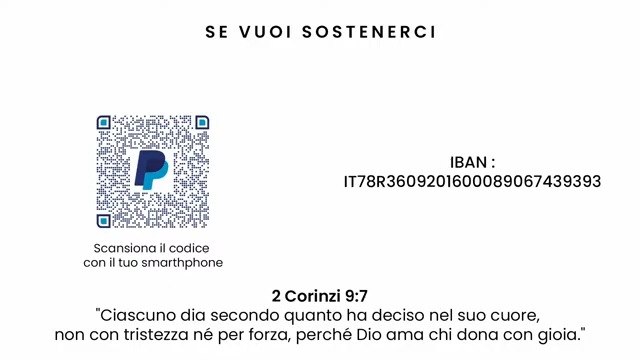 SE VUOI SOSTENERCI
IBAN :
IT78R3609201600089067439393
Scansiona il codice
con il tuo smarthphone
2 Corinzi 9:7
"Ciascuno dia secondo quanto ha deciso nel suo cuore,
non con tristezza né per forza, perché Dio ama chi dona con gioia."